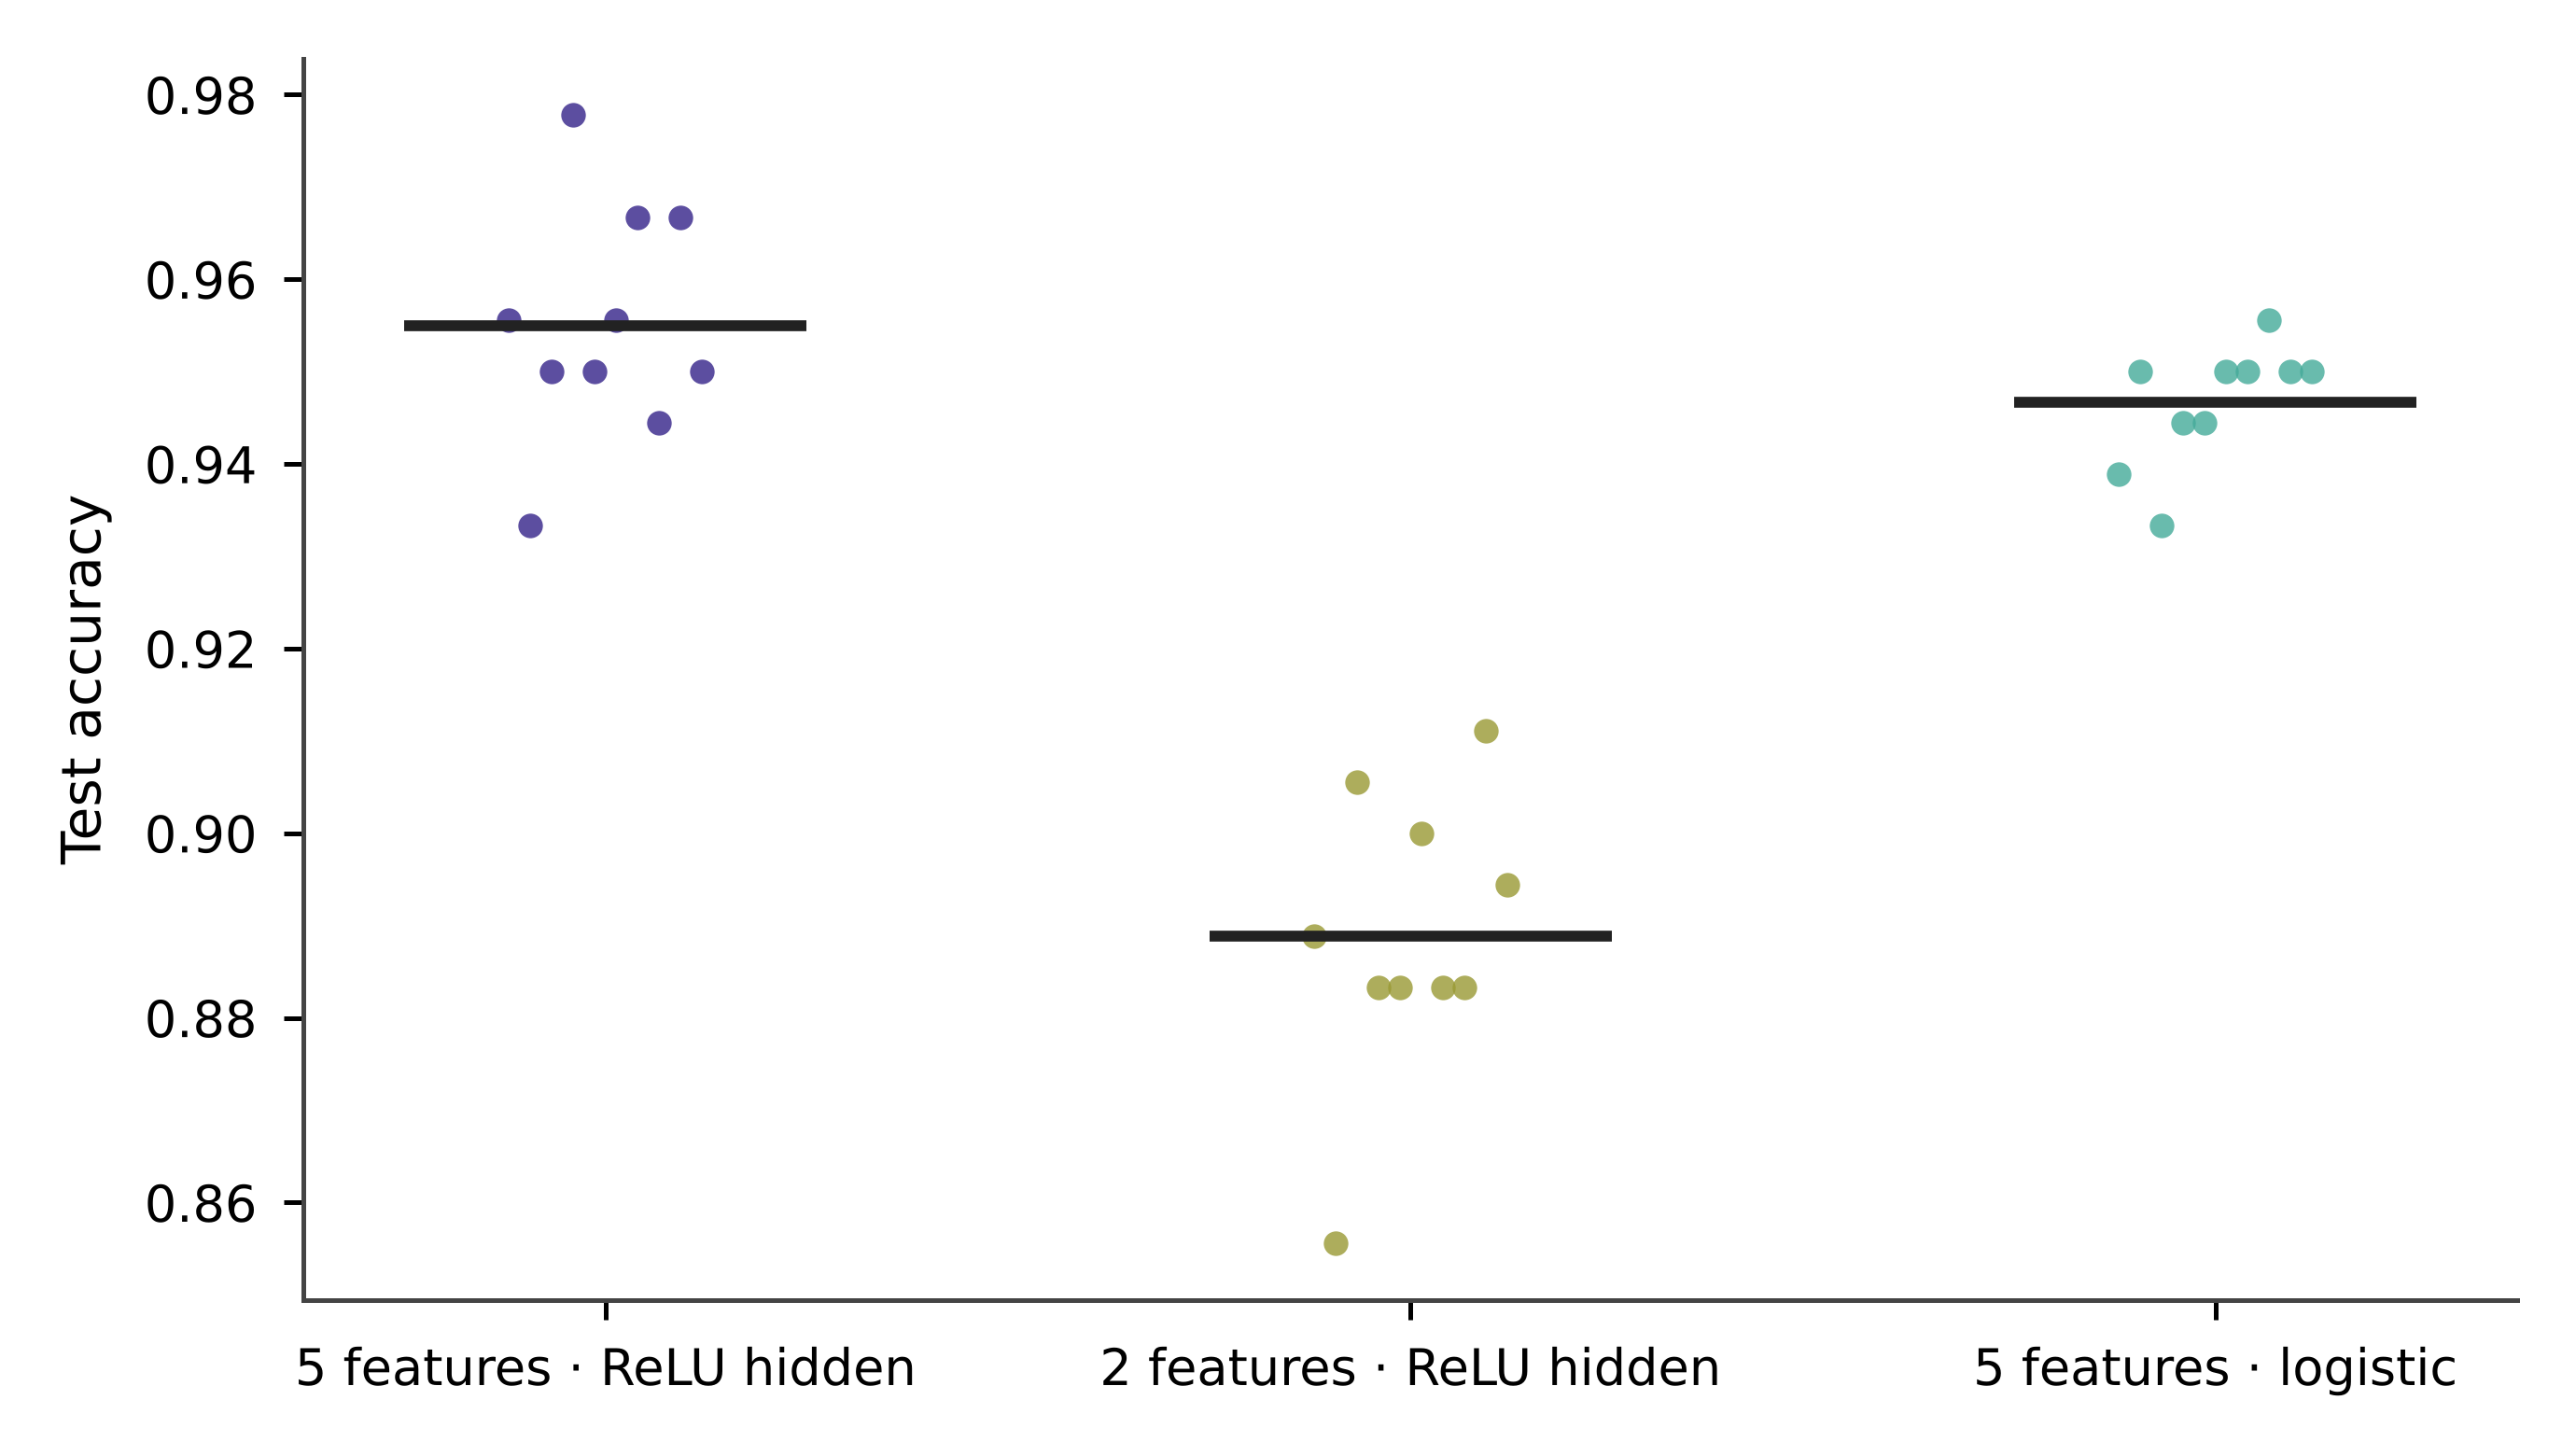 Test accuracy
0.98
0.96
0.94
0.92
0.90
0.88
0.86
5 features · ReLU hidden
2 features · ReLU hidden
5 features · logistic